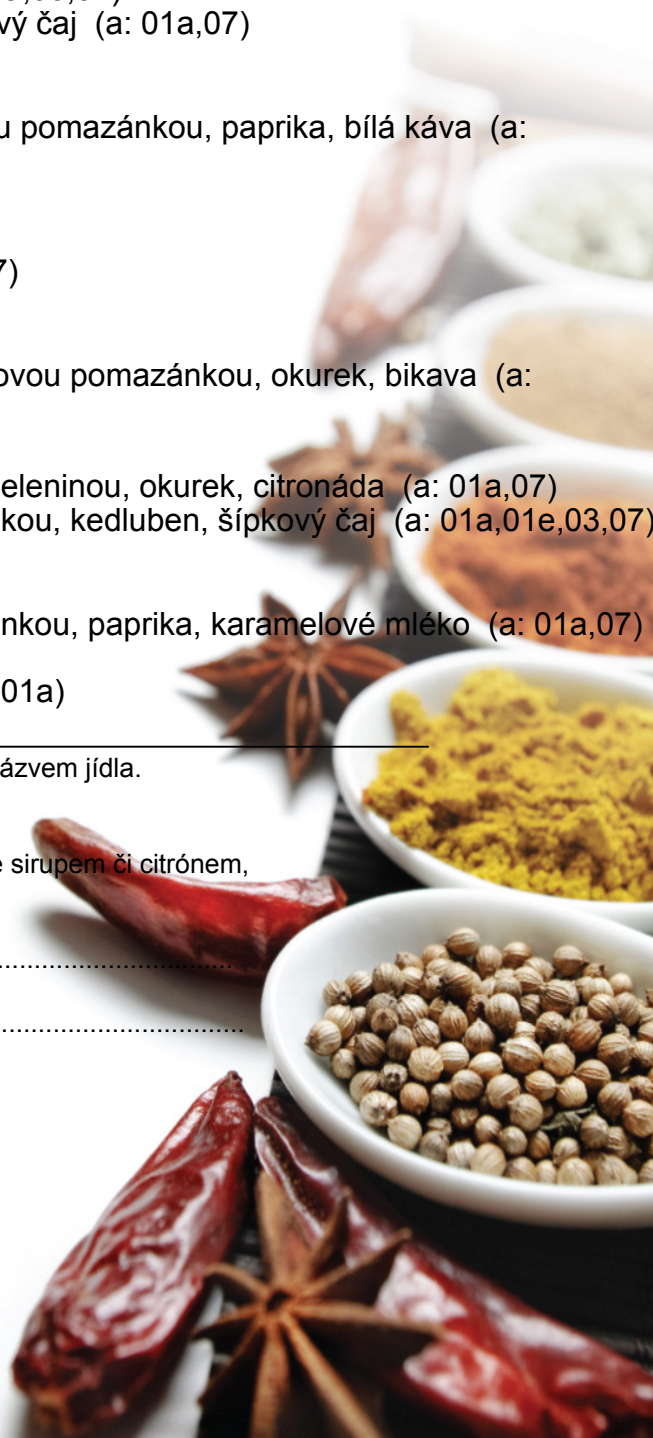 vý čaj (a: 01a,07)
u pomazánkou, paprika, bílá káva (a:
7)
ovou pomazánkou, okurek, bikava (a:
eleninou, okurek, citronáda (a: 01a,07)
kou, kedluben, šípkový čaj (a: 01a,01e,03,07)
nkou, paprika, karamelové mléko (a: 01a,07)
01a)
ázvem jídla.
e sirupem či citrónem,